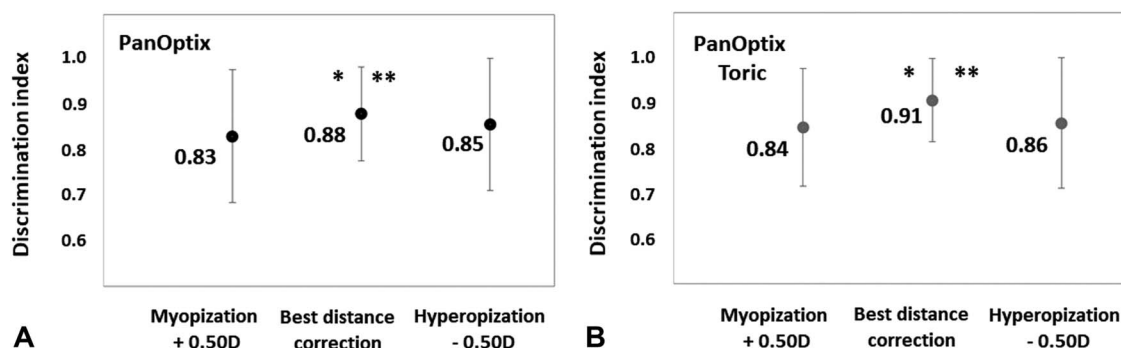 PanOptix
Discrimination index
1.0
0.9
0.8
0.7
0.6
* **
0.83
0.88
0.85
Myopization
+ 0.50D
Best distance
correction
Hyperopization
- 0.50D
A
PanOptix
Toric
Discrimination index
1.0
0.9
0.8
0.7
0.6
* **
0.84
0.91
0.86
Myopization
+ 0.50D
Best distance
correction
Hyperopization
- 0.50D
B